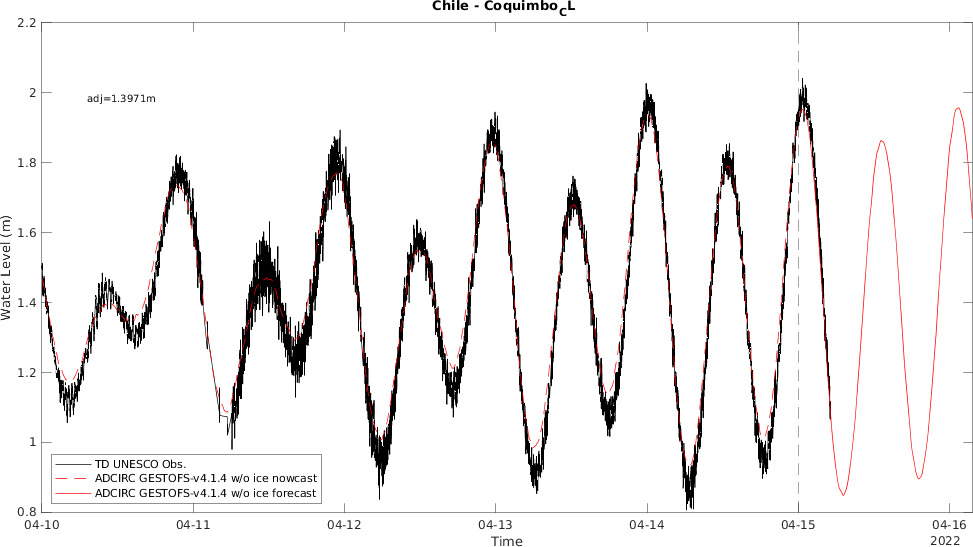 Chile - Coquimbo_CL
2.2
2
1.8
1.6
1.4
1.2
1
0.8
Water Level (m)
adj=1.3971m
TD UNESCO Obs.
ADCIRC GESTOFS-v4.1.4 w/o ice nowcast
ADCIRC GESTOFS-v4.1.4 w/o ice forecast
04-10 04-11 04-12 04-13 04-14 04-15 04-16
Time
2022